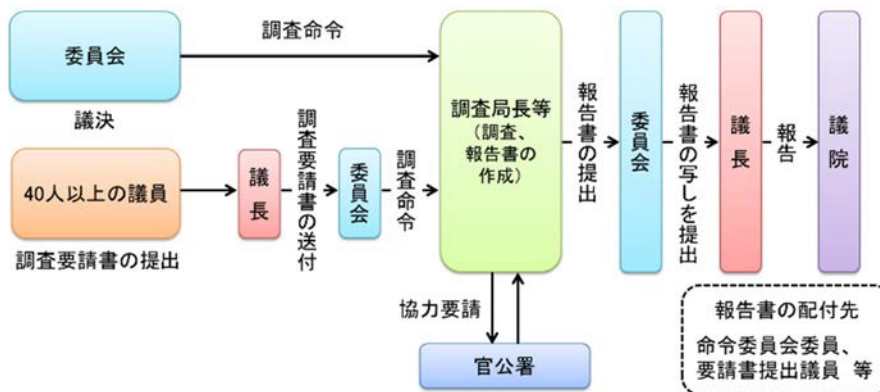 委員会
調査命令
議決
40人以上の議員
調査要請書の提出
議長
調査要請書の送付
委員会
調査命令
調査局長等
(調査、
報告書の
作成)
協力要請
官公署
報告書の提出
委員会
報告書の写しを提出
議長
報告
議院
報告書の配付先
命令委員会委員、
要請書提出議員 等